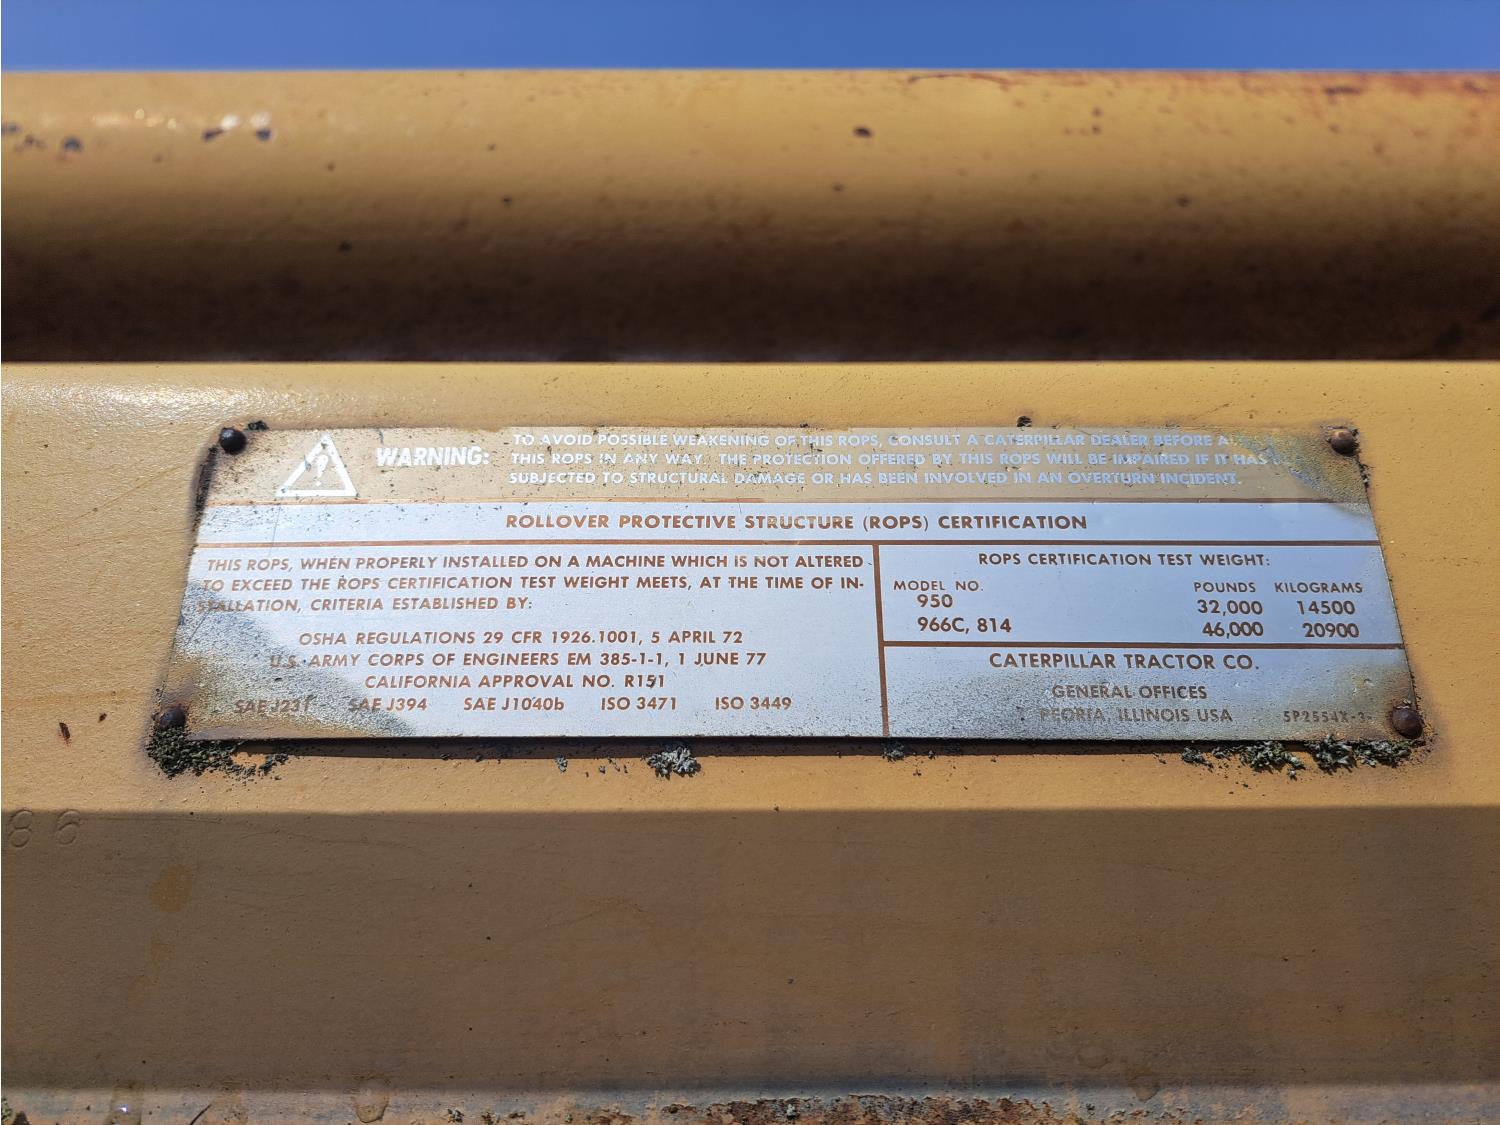 WARNING: TO AVOID POSSIBLE WEAKENING OF THIS ROPS, CONSULT A CATERPILLAR DEALER BEFORE
THIS ROPS IN ANY WAY. THE PROTECTION OFFERED BY THIS ROPS WILL BE IMPAIRED IF IT HAS
SUBJECTED TO STRUCTURAL DAMAGE OR HAS BEEN INVOLVED IN AN OVERTURN INCIDENT.
ROLLOVER PROTECTIVE STRUCTURE (ROPS) CERTIFICATION
THIS ROPS, WHEN PROPERLY INSTALLED ON A MACHINE WHICH IS NOT ALTERED
TO EXCEED THE ROPS CERTIFICATION TEST WEIGHT MEETS, AT THE TIME OF IN-
STALLATION, CRITERIA ESTABLISHED BY:
OSHA REGULATIONS 29 CFR 1926.1001, 5 APRIL 72
U.S. ARMY CORPS OF ENGINEERS EM 385-1-1, 1 JUNE 77
CALIFORNIA APPROVAL NO. R151
SAE J231 SAE J394 SAE J1040b ISO 3471 ISO 3449
ROPS CERTIFICATION TEST WEIGHT:
MODEL NO. POUNDS KILOGRAMS
950 32,000 14500
966C, 814 46,000 20900
CATERPILLAR TRACTOR CO.
GENERAL OFFICES
PEORIA, ILLINOIS USA 5P2554X-3
86